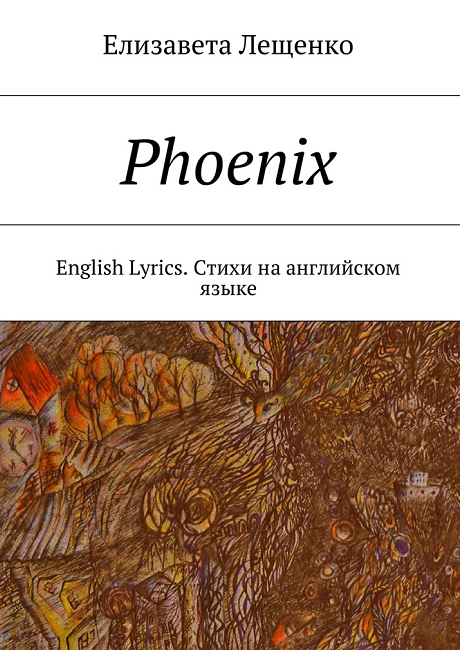 Елизавета Лещенко
Phoenix
English Lyrics. Стихи на английском
языке